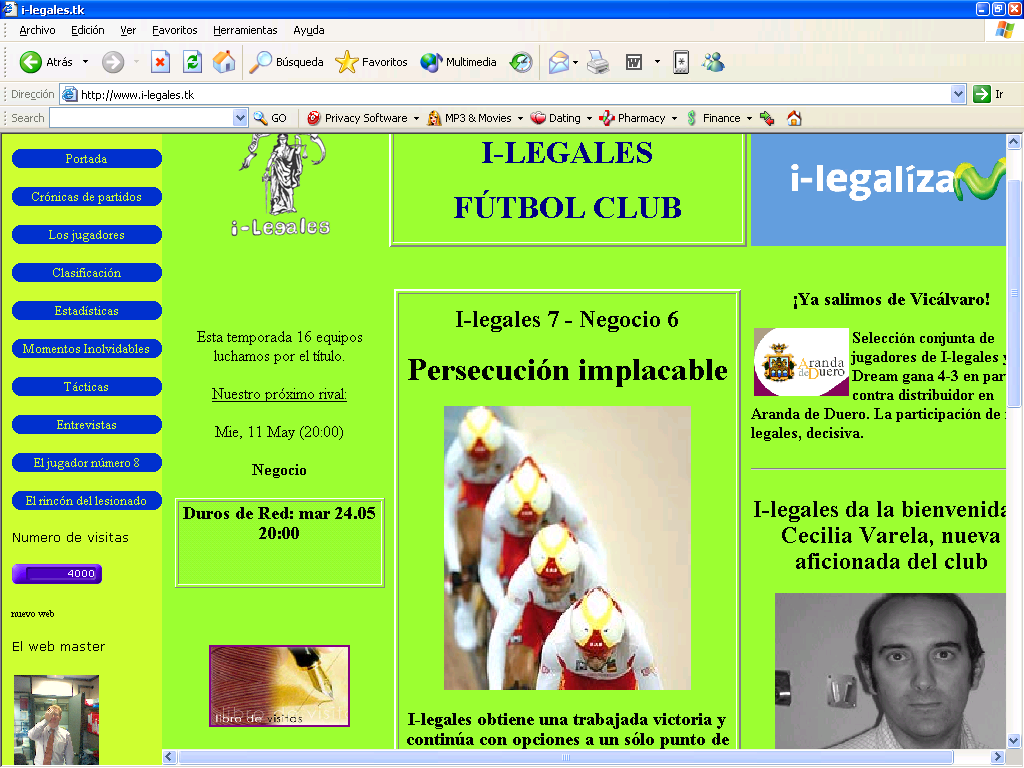 i-legales.tk
Archivo Edición Ver Favoritos Herramientas Ayuda
Atrás Búsqueda Favoritos Multimedia
Dirección http://www.i-legales.tk Ir
Search GO Privacy Software MP3 & Movies Dating Pharmacy Finance
Portada
Crónicas de partidos
Los jugadores
Clasificación
Estadísticas
Momentos Inolvidables
Tácticas
Entrevistas
El jugador número 8
El rincón del lesionado
Numero de visitas
4000
nuevo web
El web master
i-Legales
Esta temporada 16 equipos
luchamos por el título.
Nuestro próximo rival:
Mie, 11 May (20:00)
Negocio
Duros de Red: mar 24.05
20:00
libro de visitas
I-LEGALES
FÚTBOL CLUB
I-legales 7 - Negocio 6
Persecución implacable
I-legales obtiene una trabajada victoria y
continúa con opciones a un sólo punto de
i-legalíza
¡Ya salimos de Vicálvaro!
Aranda
de Duero
Selección conjunta de
jugadores de I-legales y
Dream gana 4-3 en par
contra distribuidor en
Aranda de Duero. La participación de
legales, decisiva.
I-legales da la bienvenida
Cecilia Varela, nueva
aficionada del club